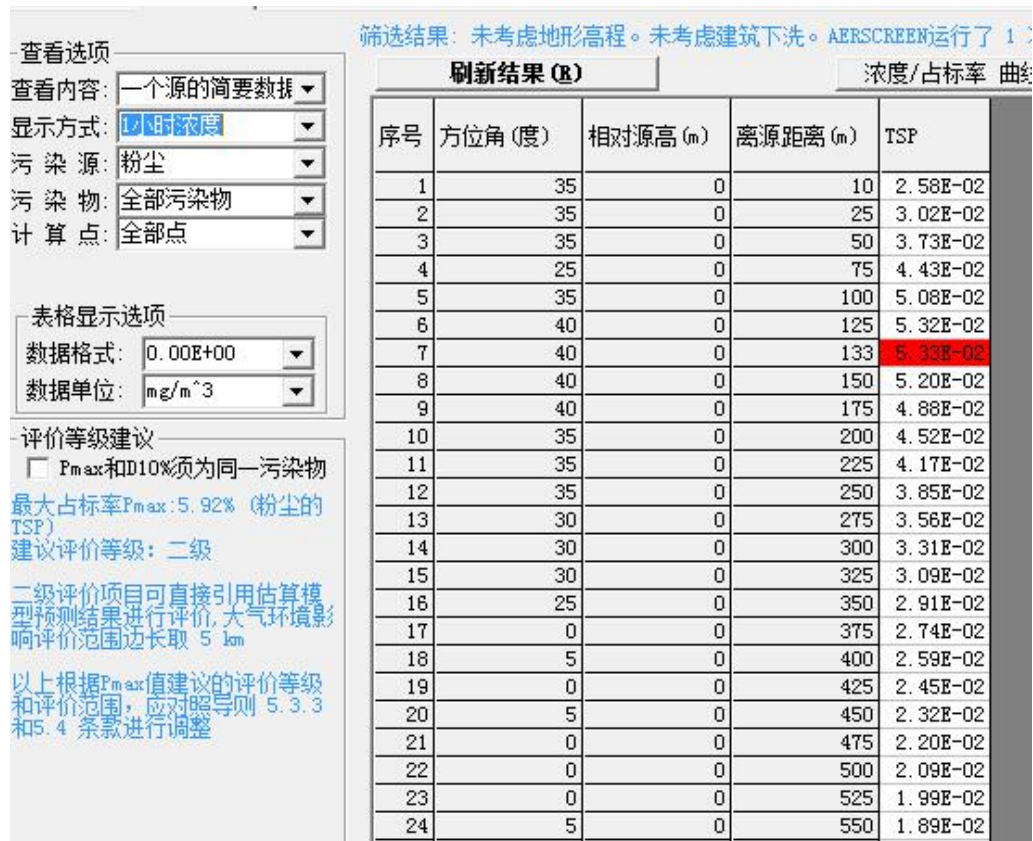 筛选结果: 未考虑地形高程。未考虑建筑下洗。AERSCREEN运行了 1
查看选项
查看内容: 一个源的简要数据
显示方式: 1小时浓度
污 染 源: 粉尘
污 染 物: 全部污染物
计 算 点: 全部点
表格显示选项
数据格式: 0.00E+00
数据单位: mg/m^3
评价等级建议
Pmax和D10%须为同一污染物
最大占标率Pmax:5.92% (粉尘的
TSP)
建议评价等级: 二级
二级评价项目可直接引用估算模
型预测结果进行评价,大气环境影
响评价范围边长取 5 km
以上根据Pmax值建议的评价等级
和评价范围,应对照导则 5.3.3
和5.4 条款进行调整
刷新结果(R) 浓度/占标率 曲线
序号 方位角(度) 相对源高(m) 离源距离(m) TSP
1 35 0 10 2.58E-02
2 35 0 25 3.02E-02
3 35 0 50 3.73E-02
4 25 0 75 4.43E-02
5 35 0 100 5.08E-02
6 40 0 125 5.32E-02
7 40 0 133 5.33E-02
8 40 0 150 5.20E-02
9 40 0 175 4.88E-02
10 35 0 200 4.52E-02
11 35 0 225 4.17E-02
12 35 0 250 3.85E-02
13 30 0 275 3.56E-02
14 30 0 300 3.31E-02
15 30 0 325 3.09E-02
16 25 0 350 2.91E-02
17 0 0 375 2.74E-02
18 5 0 400 2.59E-02
19 0 0 425 2.45E-02
20 5 0 450 2.32E-02
21 0 0 475 2.20E-02
22 0 0 500 2.09E-02
23 0 0 525 1.99E-02
24 5 0 550 1.89E-02